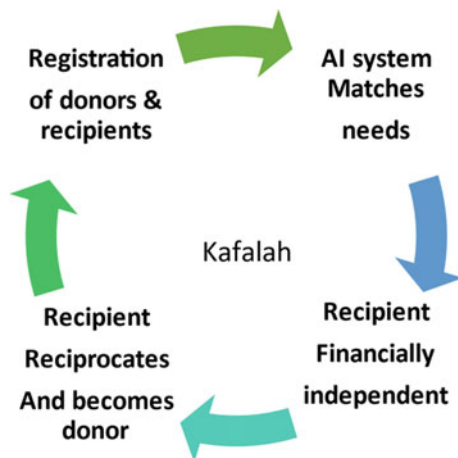 Registration
of donors &
recipients
AI system
Matches
needs
Kafalah
Recipient
Financially
independent
Recipient
Reciprocates
And becomes
donor